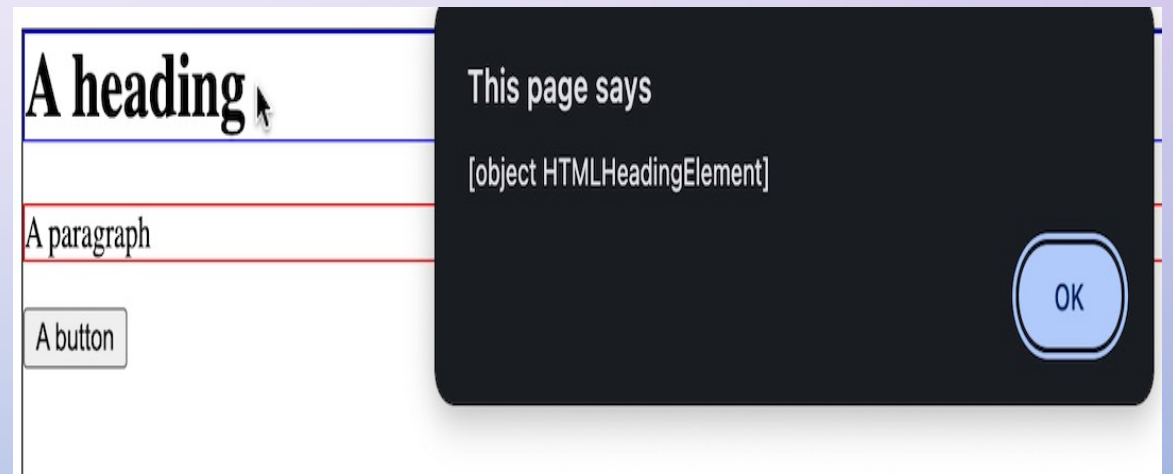 A heading
This page says
[object HTMLHeadingElement]
A paragraph
OK
A button